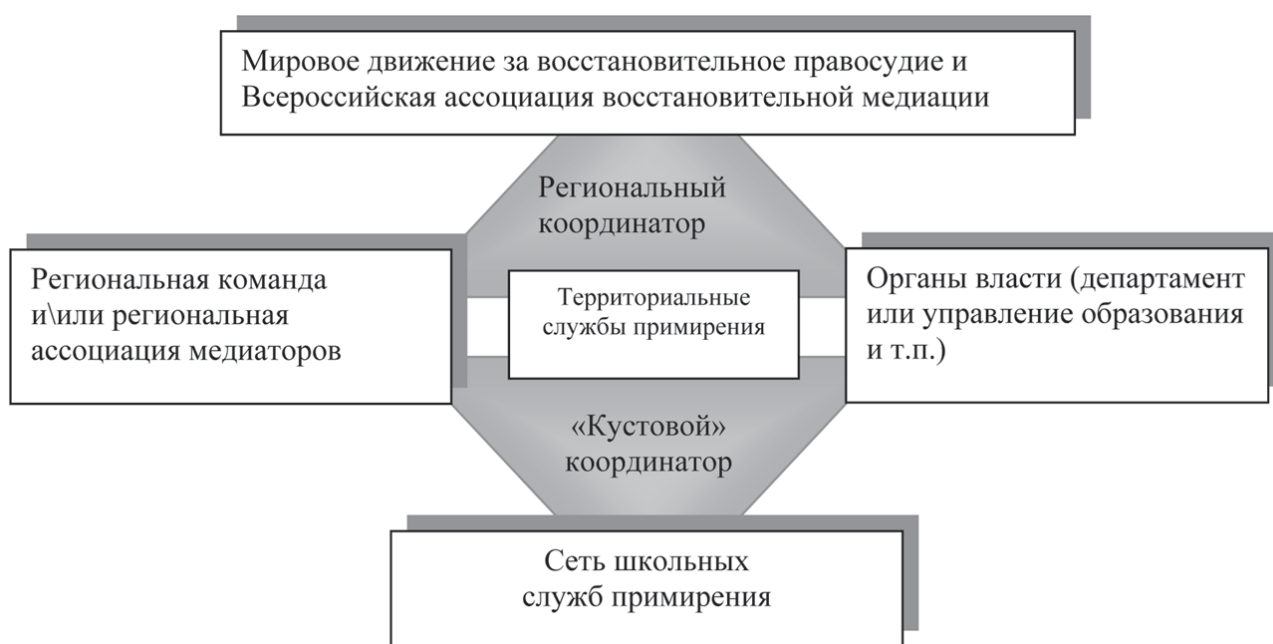 Мировое движение за восстановительное правосудие и
Всероссийская ассоциация восстановительной медиации
Региональный
координатор
Региональная команда
и\или региональная
ассоциация медиаторов
Территориальные
службы примирения
Органы власти (департамент
или управление образования
и т.п.)
«Кустовой»
координатор
Сеть школьных
служб примирения